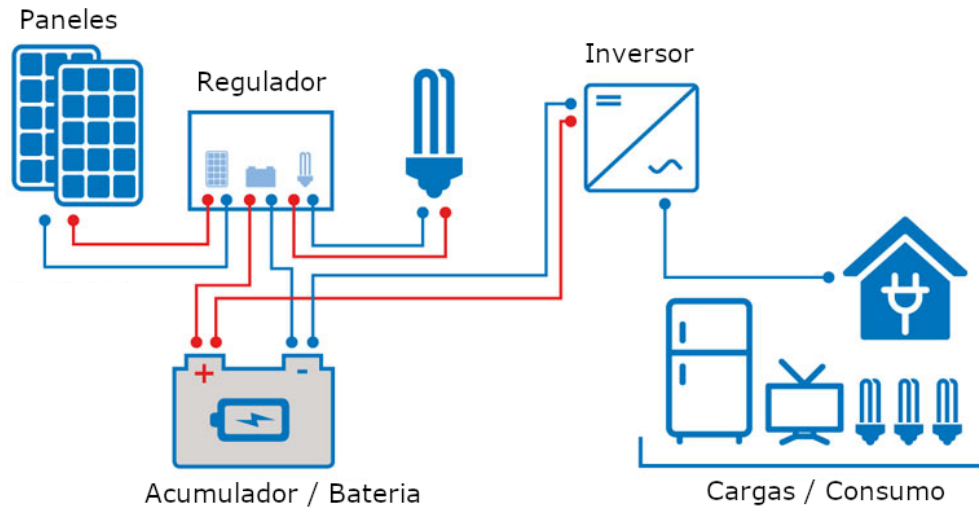 Paneles
Regulador
Inversor
+
-
Acumulador / Bateria
Cargas / Consumo